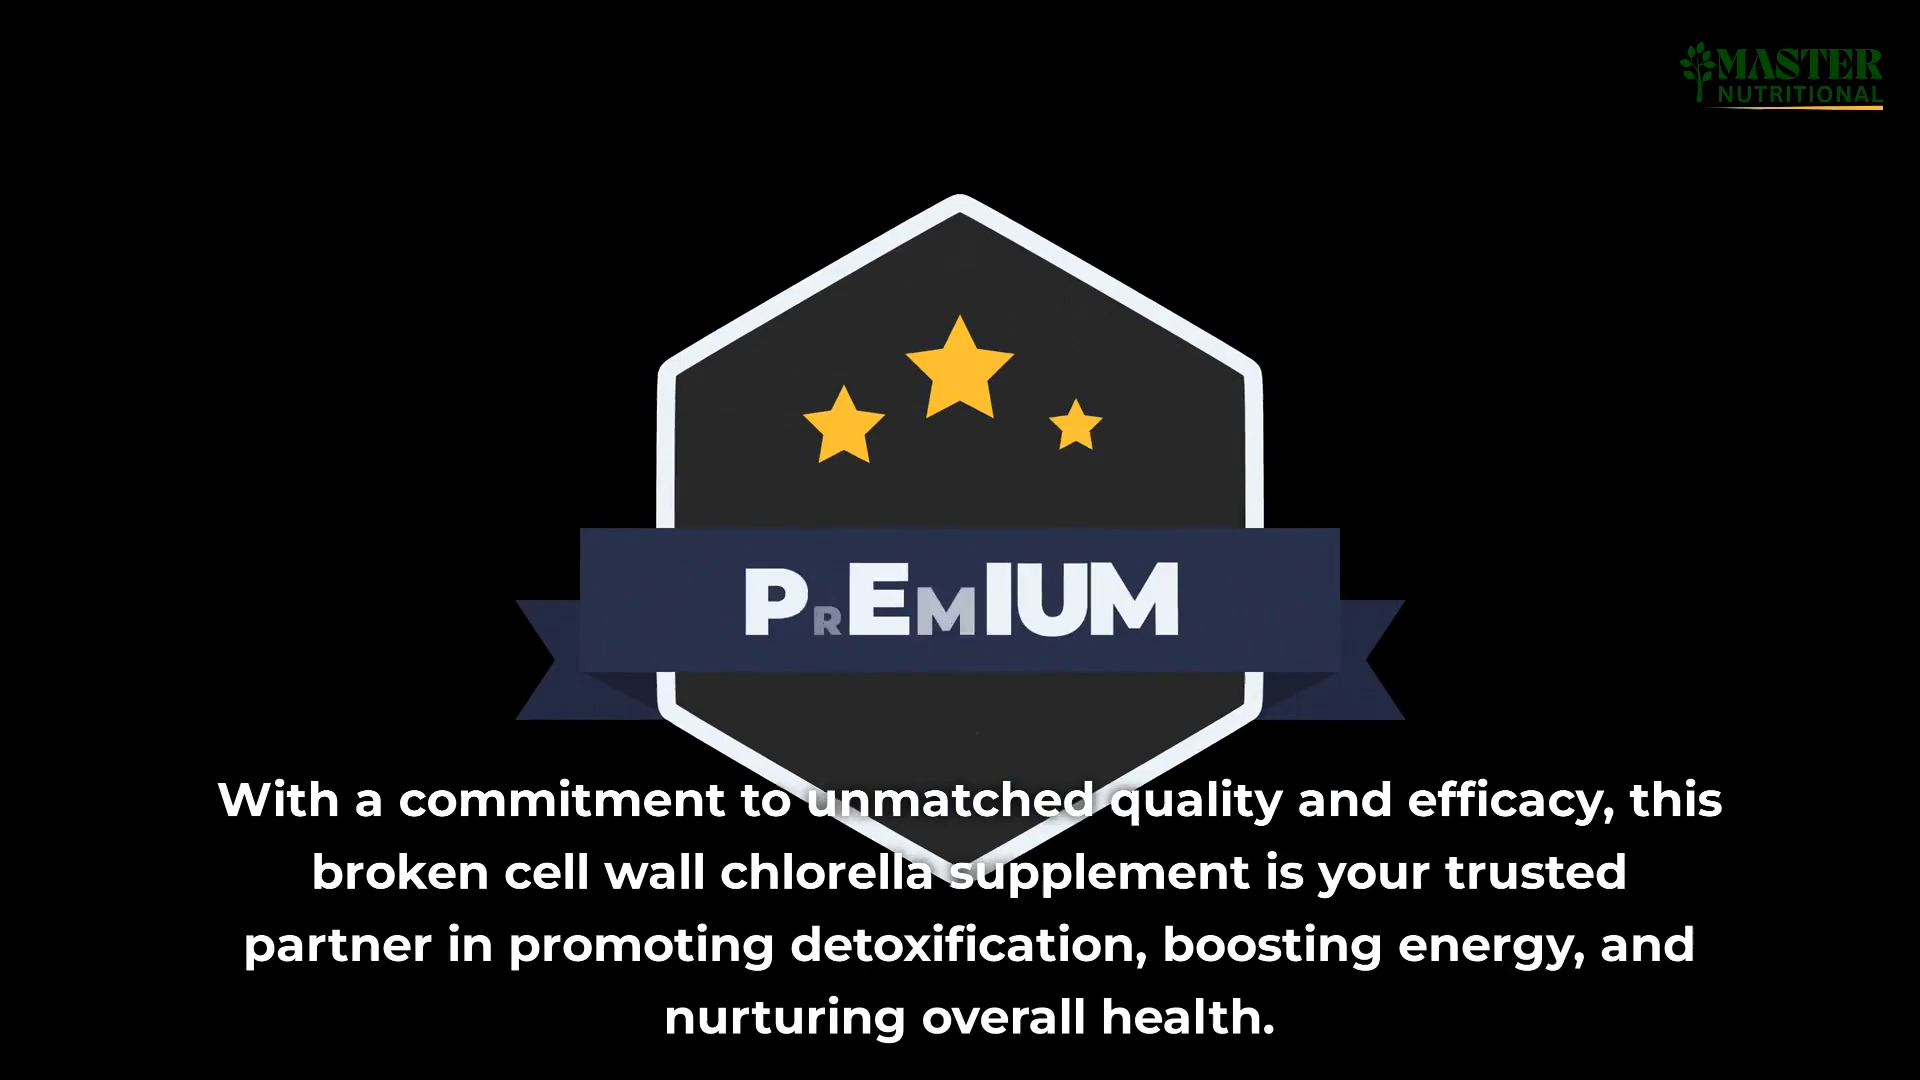 MASTER
NUTRITIONAL
PREMIUM
With a commitment to unmatched quality and efficacy, this
broken cell wall chlorella supplement is your trusted
partner in promoting detoxification, boosting energy, and
nurturing overall health.